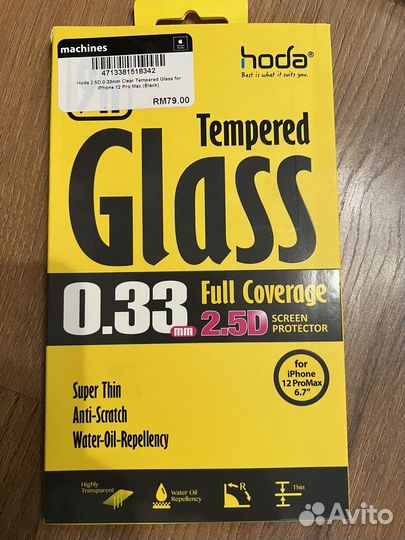 machines
4713381518342
Hoda 2.5D 0.33mm Clear Tempered Glass for
iPhone 12 Pro Max (Black)
RM79.00
hoda®
Best is what it suits you.
Tempered
Glass
0.33mm
Full Coverage
2.5D SCREEN
PROTECTOR
for
iPhone
12 ProMax
6.7"
Super Thin
Anti-Scratch
Water-Oil-Repellency
Highly
Transparent
Water Oil
Repellency
R
Thin
Avito